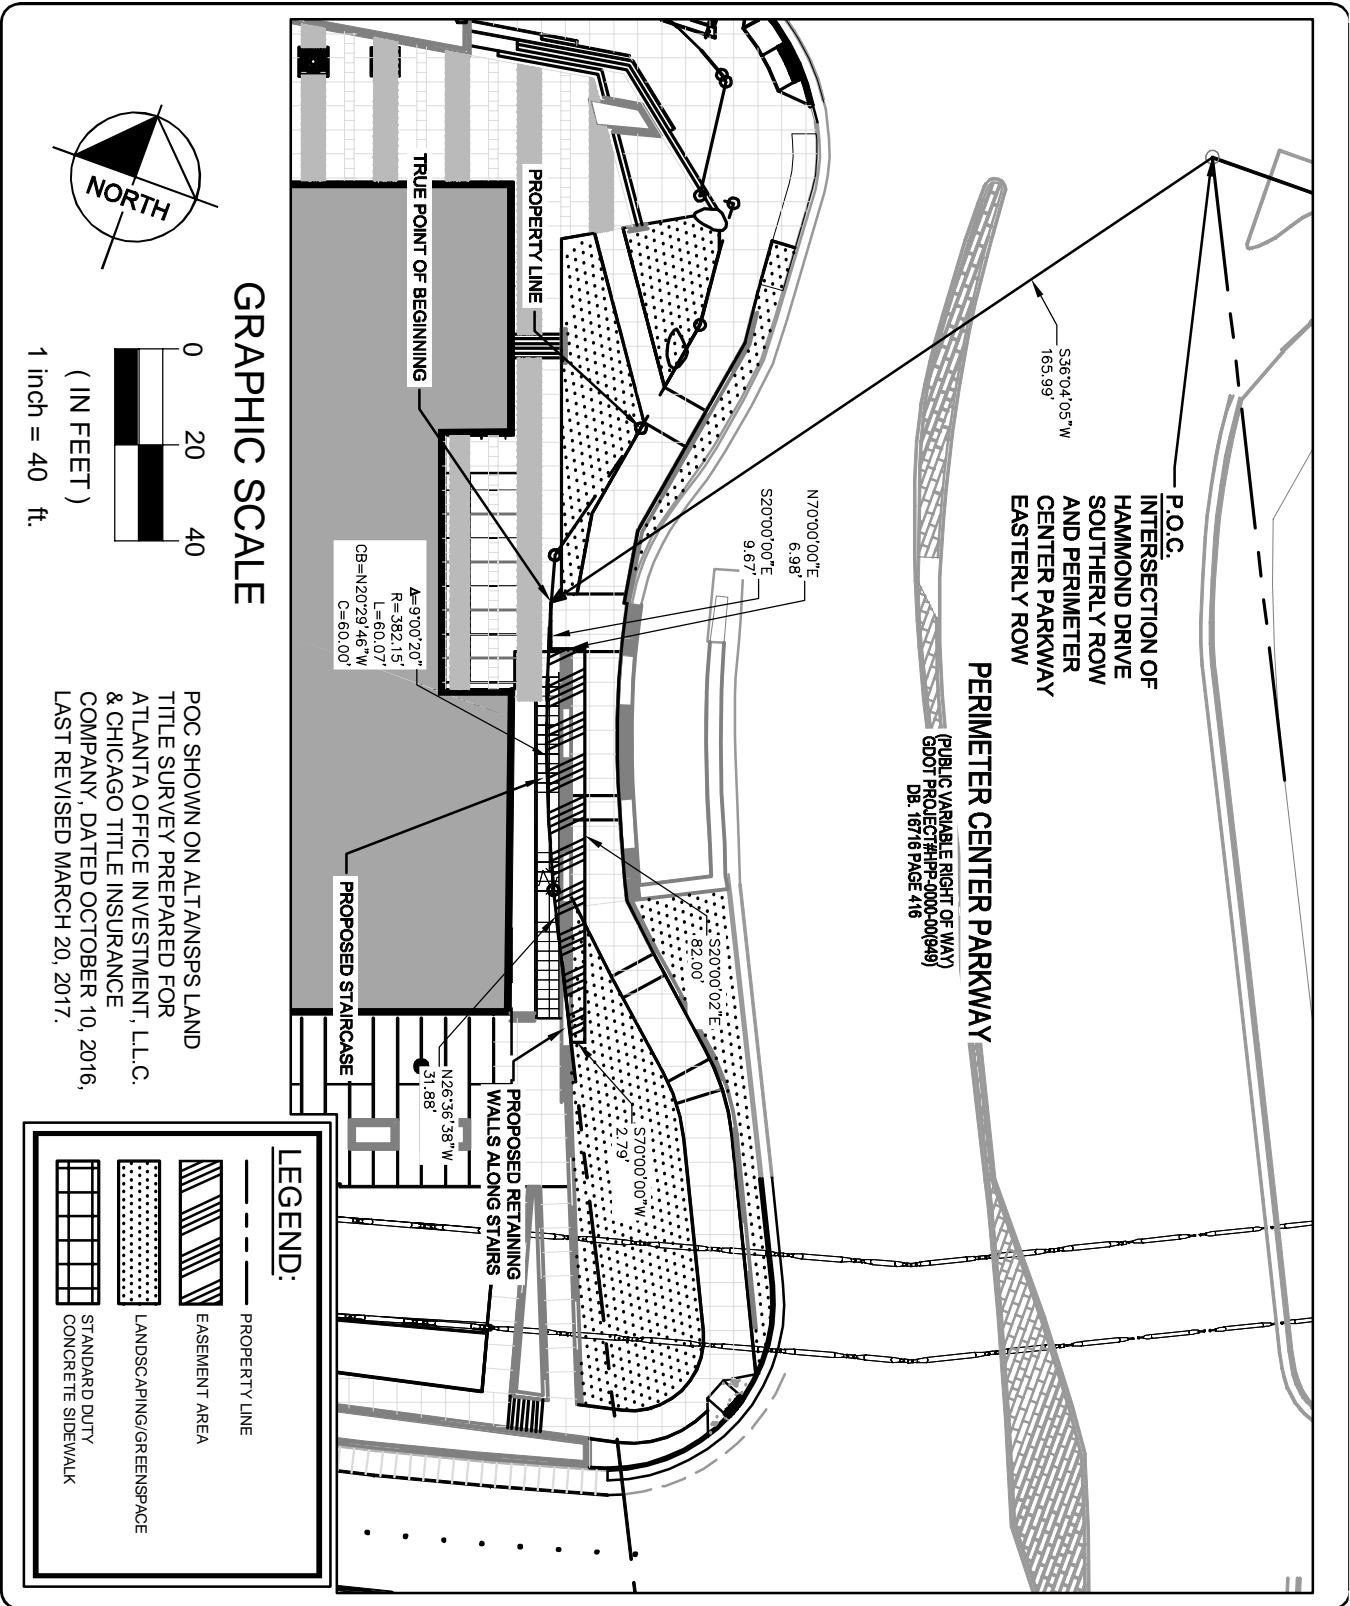 P.O.C.
INTERSECTION OF
HAMMOND DRIVE
SOUTHERLY ROW
AND PERIMETER
CENTER PARKWAY
EASTERLY ROW
S36°04'05"W
165.99'
PERIMETER CENTER PARKWAY
(PUBLIC VARIABLE RIGHT OF WAY)
GDOT PROJECT#HPP-0000-00(949)
DB. 16716 PAGE 416
N70°00'00"E
6.98'
S20°00'00"E
9.67'
S20°00'02"E
82.00'
S70°00'00"W
2.79'
PROPERTY LINE
TRUE POINT OF BEGINNING
Δ=9°00'20"
R=382.15'
L=60.07'
CB=N20°29'46"W
C=60.00'
PROPOSED STAIRCASE
N26°36'38"W
31.88'
PROPOSED RETAINING
WALLS ALONG STAIRS
NORTH
GRAPHIC SCALE
0
20
40
( IN FEET )
1 inch = 40 ft.
POC SHOWN ON ALTA/NSPS LAND
TITLE SURVEY PREPARED FOR
ATLANTA OFFICE INVESTMENT, L.L.C.
& CHICAGO TITLE INSURANCE
COMPANY, DATED OCTOBER 10, 2016,
LAST REVISED MARCH 20, 2017.
LEGEND:
PROPERTY LINE
EASEMENT AREA
LANDSCAPING/GREENSPACE
STANDARD DUTY
CONCRETE SIDEWALK